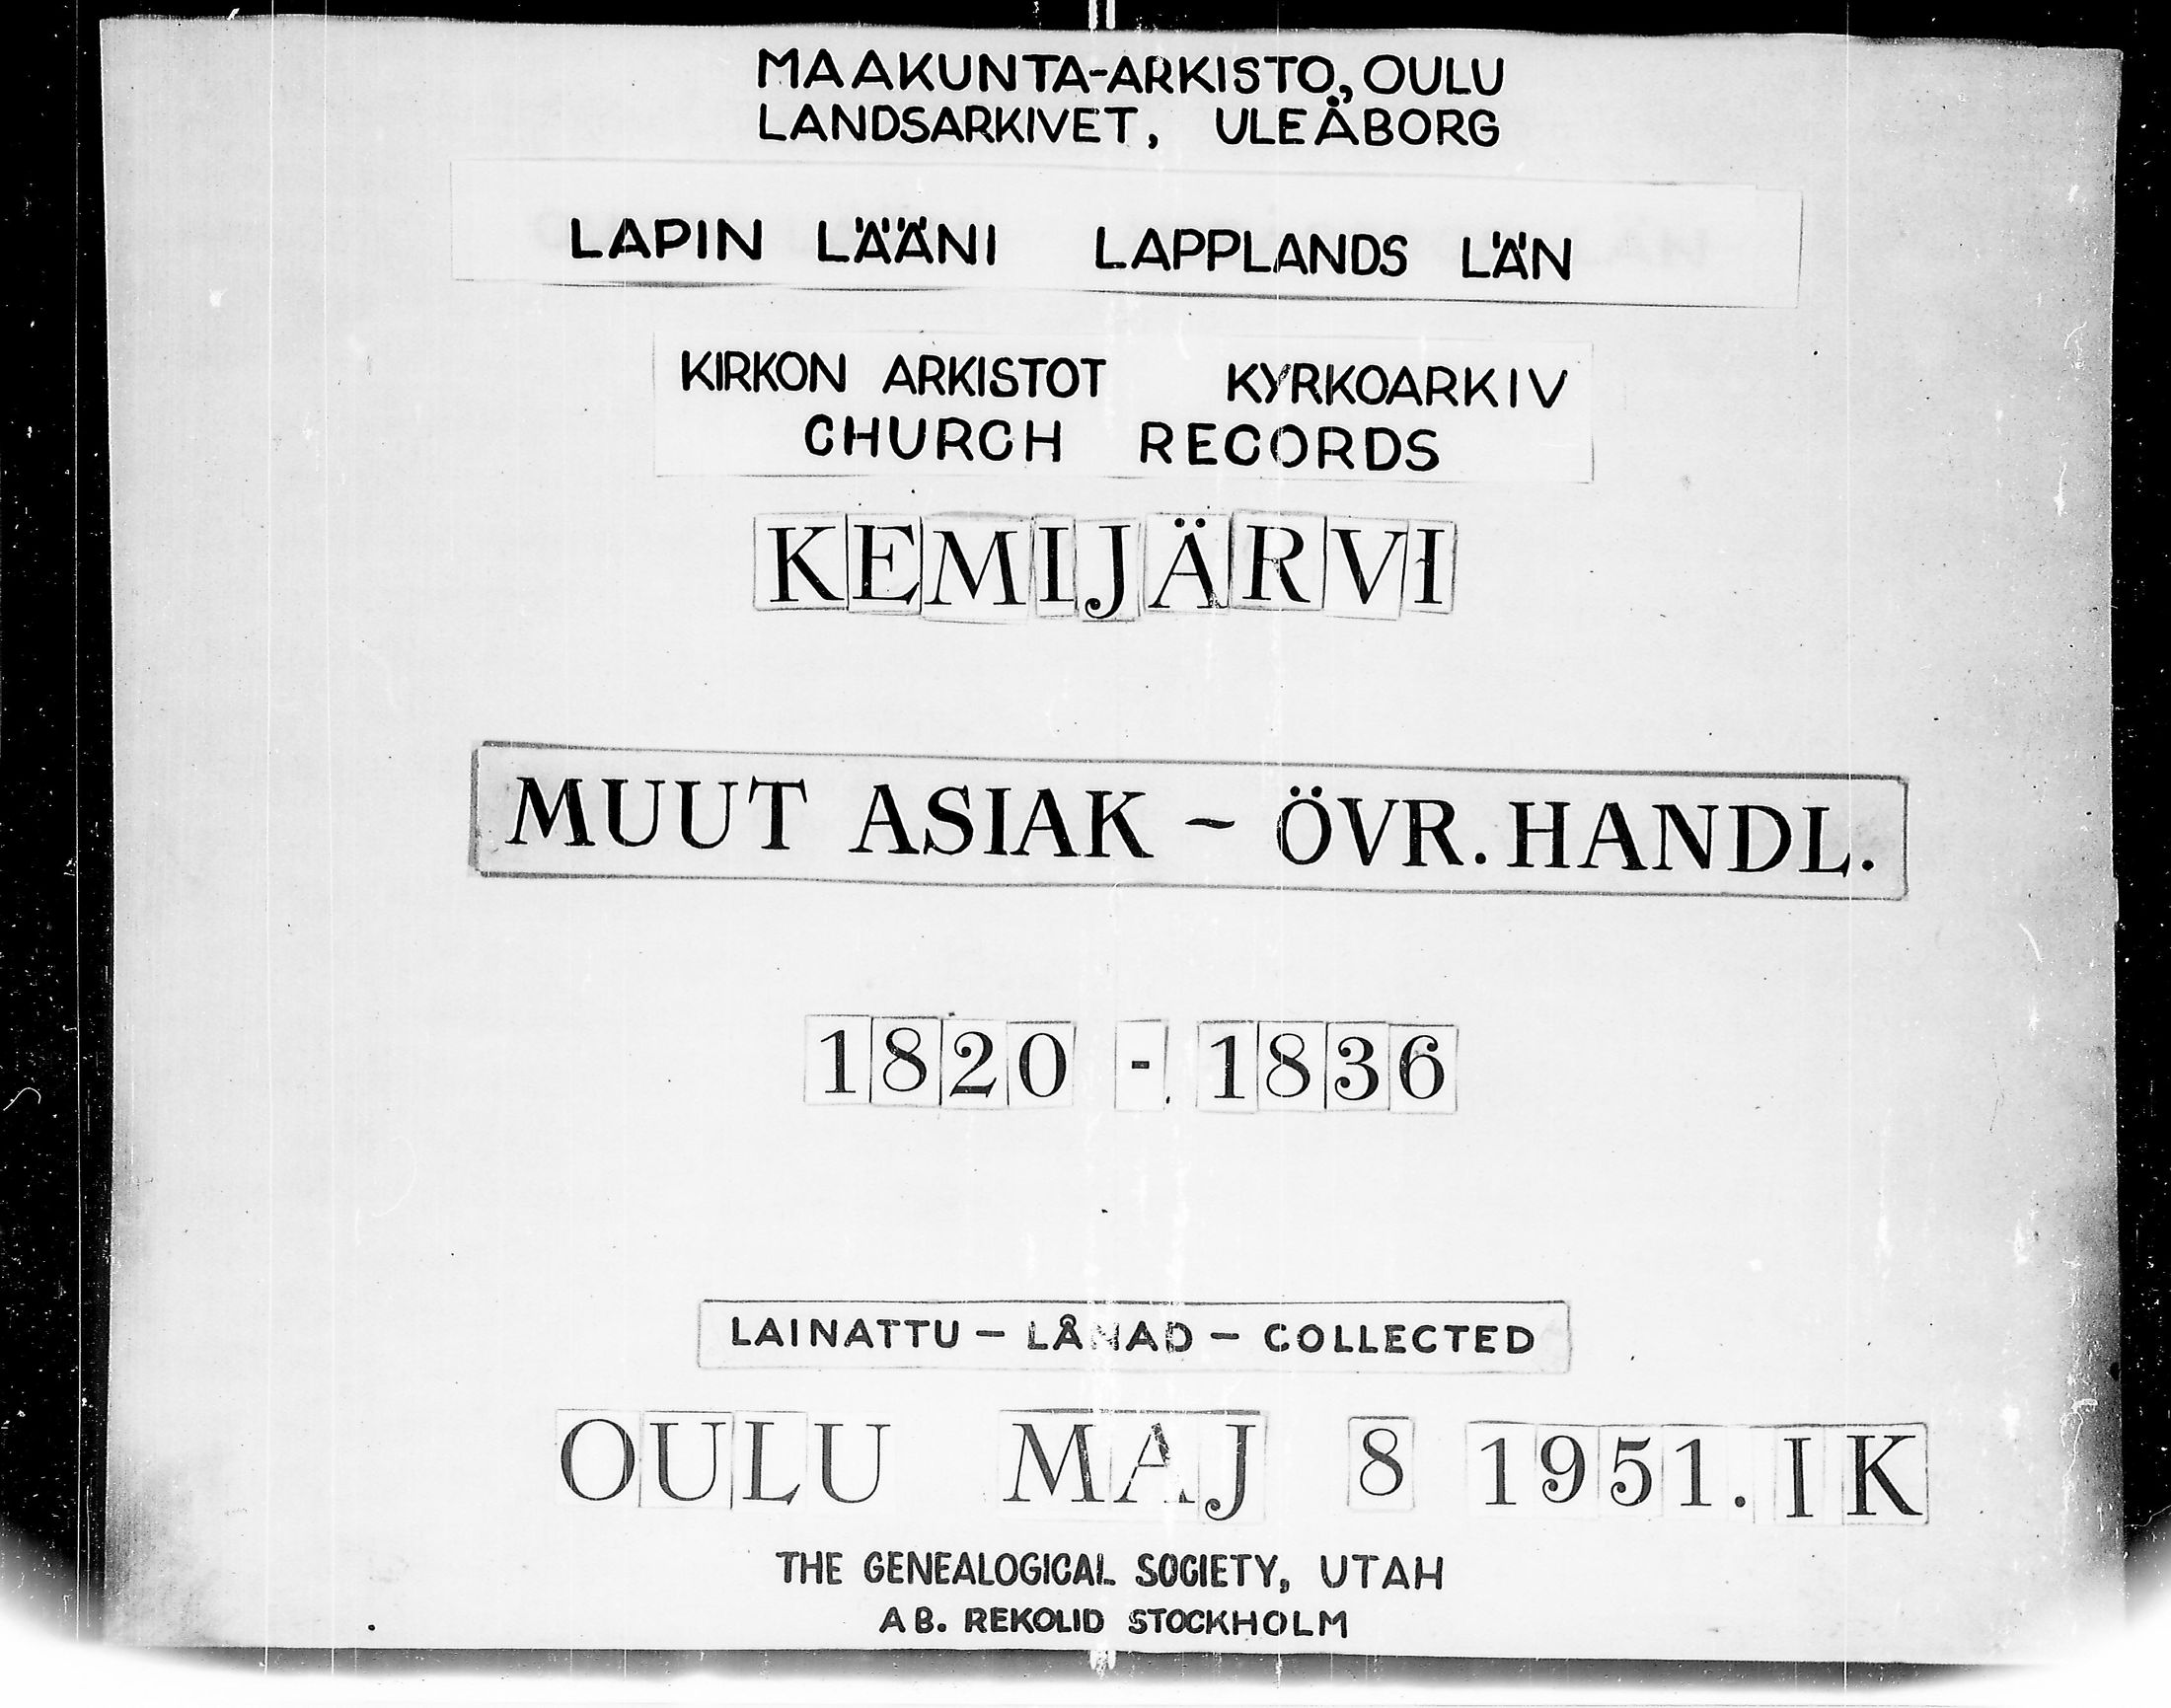 MAAKUNTA-ARKISTO, OULU
LANDSARKIVET, ULEÅBORG
LAPIN LÄÄNI LAPPLANDS LÄN
KIRKON ARKISTOT KYRKOARKIV
CHURCH RECORDS
KEMIJÄRVI
MUUT ASIAK - ÖVR. HANDL.
1820 - 1836
LAINATTU - LÅNAD - COLLECTED
OULU MAJ 8 1951. IK
THE GENEALOGICAL SOCIETY, UTAH
AB. REKOLID STOCKHOLM